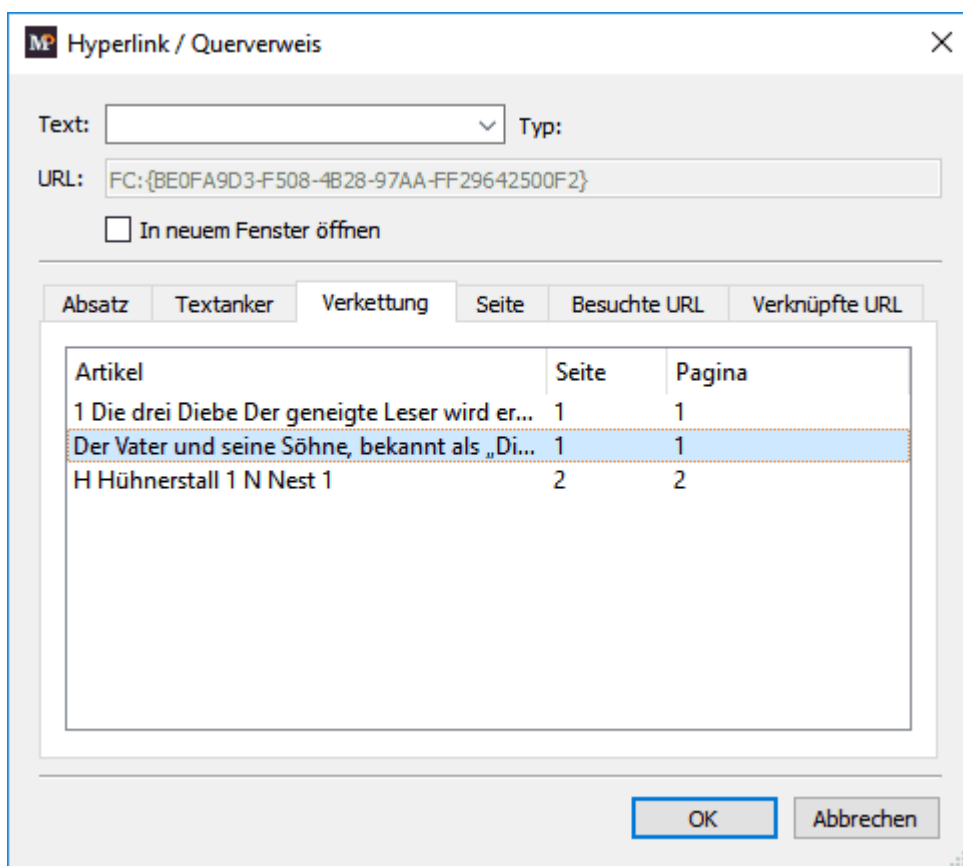 MP Hyperlink / Querverweis
Text: Typ:
URL: FC:{BE0FA9D3-F508-4B28-97AA-FF29642500F2}
In neuem Fenster öffnen
Absatz Textanker Verkettung Seite Besuchte URL Verknüpfte URL
Artikel Seite Pagina
1 Die drei Diebe Der geneigte Leser wird er... 1 1
Der Vater und seine Söhne, bekannt als „Di... 1 1
H Hühnerstall 1 N Nest 1 2 2
OK Abbrechen